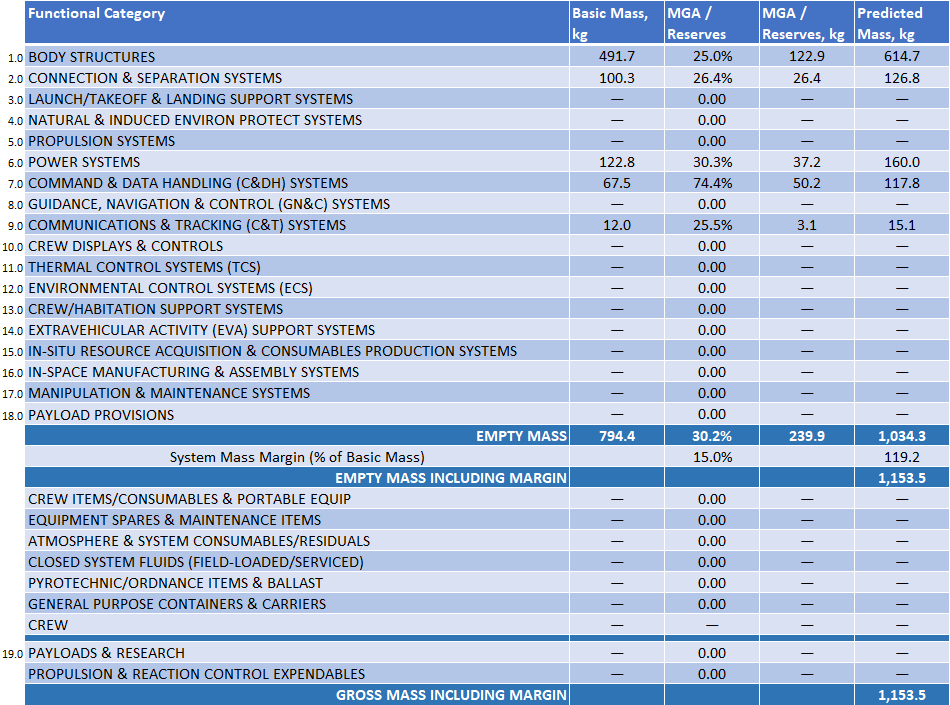 Functional Category Basic Mass, kg MGA / Reserves MGA / Reserves, kg Predicted Mass, kg
1.0 BODY STRUCTURES 491.7 25.0% 122.9 614.7
2.0 CONNECTION & SEPARATION SYSTEMS 100.3 26.4% 26.4 126.8
3.0 LAUNCH/TAKEOFF & LANDING SUPPORT SYSTEMS — 0.00 — —
4.0 NATURAL & INDUCED ENVIRON PROTECT SYSTEMS — 0.00 — —
5.0 PROPULSION SYSTEMS — 0.00 — —
6.0 POWER SYSTEMS 122.8 30.3% 37.2 160.0
7.0 COMMAND & DATA HANDLING (C&DH) SYSTEMS 67.5 74.4% 50.2 117.8
8.0 GUIDANCE, NAVIGATION & CONTROL (GN&C) SYSTEMS — 0.00 — —
9.0 COMMUNICATIONS & TRACKING (C&T) SYSTEMS 12.0 25.5% 3.1 15.1
10.0 CREW DISPLAYS & CONTROLS — 0.00 — —
11.0 THERMAL CONTROL SYSTEMS (TCS) — 0.00 — —
12.0 ENVIRONMENTAL CONTROL SYSTEMS (ECS) — 0.00 — —
13.0 CREW/HABITATION SUPPORT SYSTEMS — 0.00 — —
14.0 EXTRAVEHICULAR ACTIVITY (EVA) SUPPORT SYSTEMS — 0.00 — —
15.0 IN-SITU RESOURCE ACQUISITION & CONSUMABLES PRODUCTION SYSTEMS — 0.00 — —
16.0 IN-SPACE MANUFACTURING & ASSEMBLY SYSTEMS — 0.00 — —
17.0 MANIPULATION & MAINTENANCE SYSTEMS — 0.00 — —
18.0 PAYLOAD PROVISIONS — 0.00 — —
EMPTY MASS 794.4 30.2% 239.9 1,034.3
System Mass Margin (% of Basic Mass) 15.0% 119.2
EMPTY MASS INCLUDING MARGIN 1,153.5
CREW ITEMS/CONSUMABLES & PORTABLE EQUIP — 0.00 — —
EQUIPMENT SPARES & MAINTENANCE ITEMS — 0.00 — —
ATMOSPHERE & SYSTEM CONSUMABLES/RESIDUALS — 0.00 — —
CLOSED SYSTEM FLUIDS (FIELD-LOADED/SERVICED) — 0.00 — —
PYROTECHNIC/ORDNANCE ITEMS & BALLAST — 0.00 — —
GENERAL PURPOSE CONTAINERS & CARRIERS — 0.00 — —
CREW — — — —
19.0 PAYLOADS & RESEARCH — 0.00 — —
PROPULSION & REACTION CONTROL EXPENDABLES — 0.00 — —
GROSS MASS INCLUDING MARGIN 1,153.5